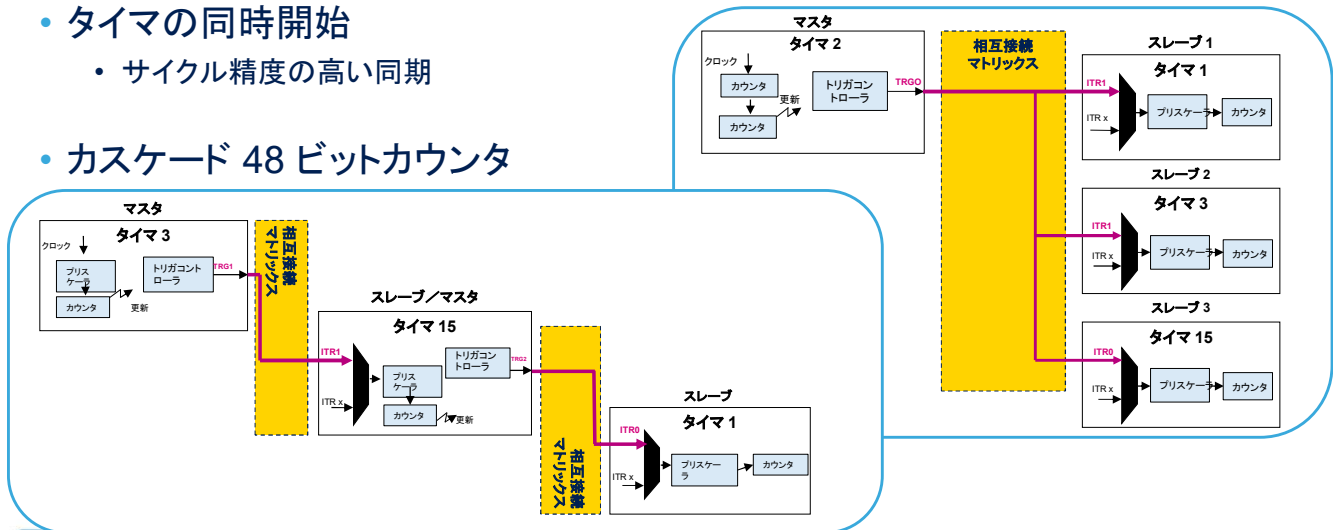 • タイマの同時開始
• サイクル精度の高い同期
• カスケード 48 ビットカウンタ
マスタ
タイマ 2
クロック
カウンタ
更新
カウンタ
トリガコン
トローラ
TRGO
相互接続
マトリックス
スレーブ 1
タイマ 1
ITR1
ITR x
プリスケーラ
カウンタ
スレーブ 2
タイマ 3
ITR1
ITR x
プリスケーラ
カウンタ
スレーブ 3
タイマ 15
ITR0
ITR x
プリスケーラ
カウンタ
マスタ
タイマ 3
クロック
プリス
ケーラ
カウンタ
更新
トリガコント
ローラ
TRG1
相互接続
マトリックス
スレーブ／マスタ
タイマ 15
ITR1
ITR x
プリス
ケーラ
カウンタ
更新
トリガコン
トローラ
TRG2
相互接続
マトリックス
スレーブ
タイマ 1
ITR0
ITR x
プリスケー
ラ
カウンタ